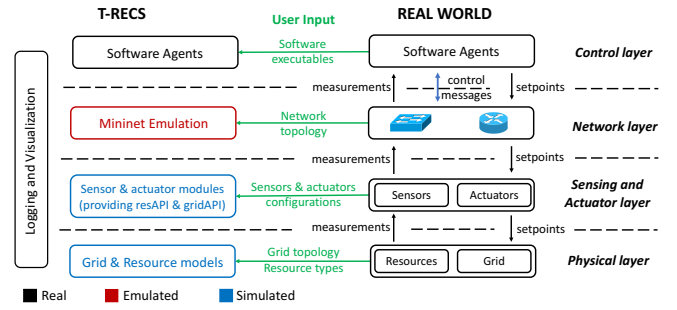 T-RECS
User Input
REAL WORLD
Software Agents
Software
executables
Software Agents
Control layer
measurements
control
messages
setpoints
Logging and Visualization
Mininet Emulation
Network
topology
Network layer
measurements
setpoints
Sensor & actuator modules
(providing resAPI & gridAPI)
Sensors & actuators
configurations
Sensors
Actuators
Sensing and
Actuator layer
measurements
setpoints
Grid & Resource models
Grid topology
Resource types
Resources
Grid
Physical layer
Real
Emulated
Simulated